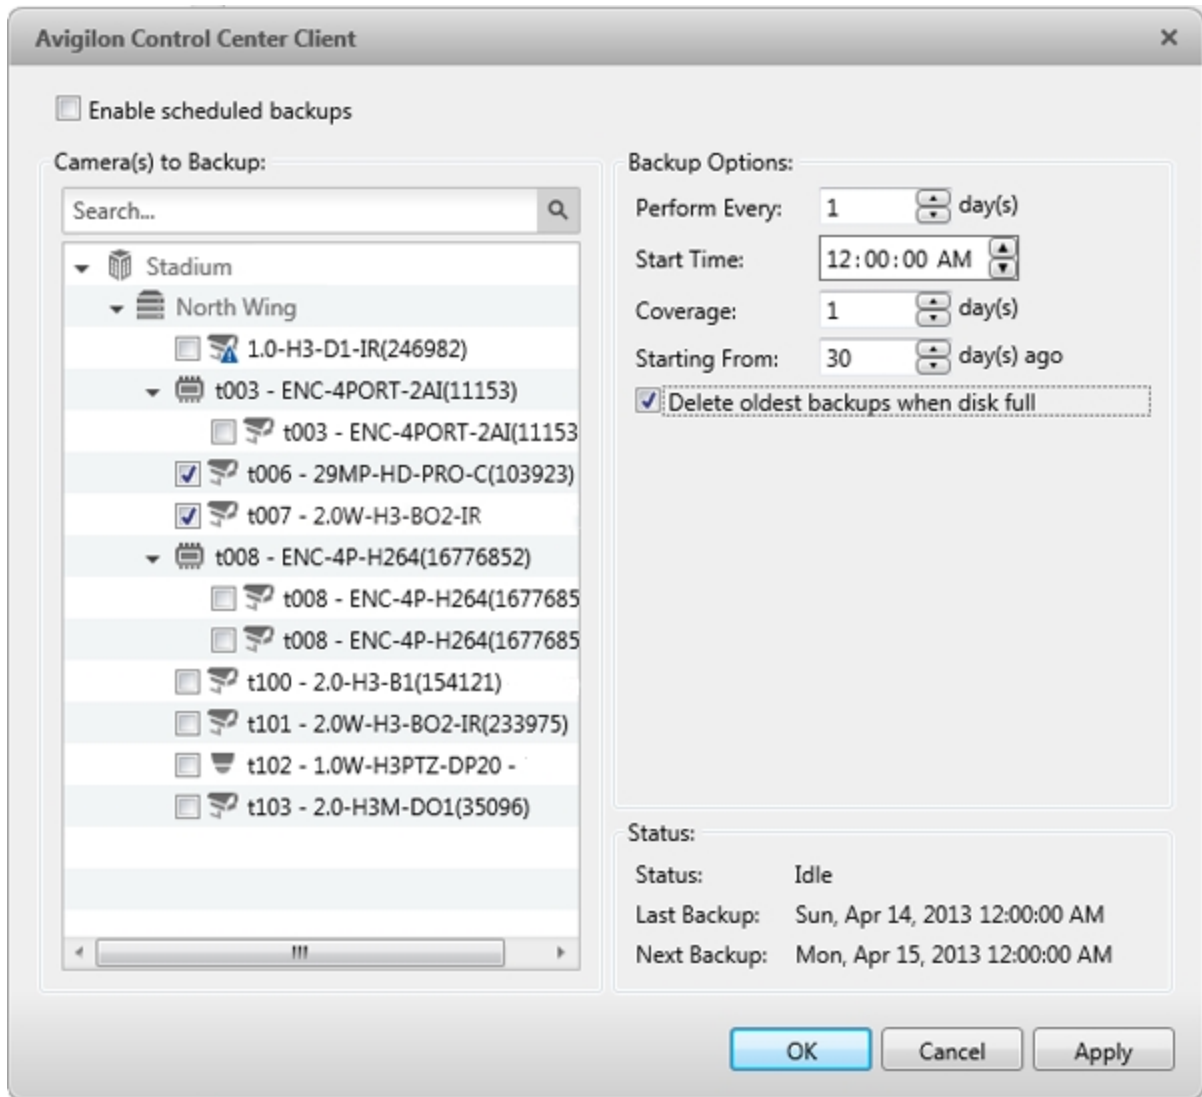 Avigilon Control Center Client
Enable scheduled backups
Camera(s) to Backup:
Search...
Stadium
North Wing
1.0-H3-D1-IR(246982)
t003 - ENC-4PORT-2AI(11153)
t003 - ENC-4PORT-2AI(11153
t006 - 29MP-HD-PRO-C(103923)
t007 - 2.0W-H3-BO2-IR
t008 - ENC-4P-H264(16776852)
t008 - ENC-4P-H264(1677685
t008 - ENC-4P-H264(1677685
t100 - 2.0-H3-B1(154121)
t101 - 2.0W-H3-BO2-IR(233975)
t102 - 1.0W-H3PTZ-DP20 -
t103 - 2.0-H3M-DO1(35096)
Backup Options:
Perform Every: 1 day(s)
Start Time: 12:00:00 AM
Coverage: 1 day(s)
Starting From: 30 day(s) ago
Delete oldest backups when disk full
Status:
Status: Idle
Last Backup: Sun, Apr 14, 2013 12:00:00 AM
Next Backup: Mon, Apr 15, 2013 12:00:00 AM
OK Cancel Apply